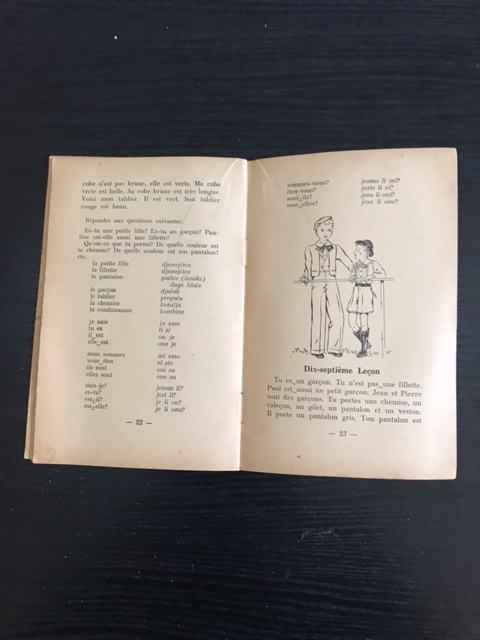 robe n'est pas brune, elle est verte. Ma robe
verte est belle. Sa robe brune est très longue.
Voici mon tablier. Il est vert. Son tablier
rouge est beau.
Répondez aux questions suivantes:
Es-tu une petite fille? Es-tu un garçon? Pau-
line est-elle aussi une fillette?
Qu'est-ce que tu portes? De quelle couleur est
ta chemise? De quelle couleur est ton pantalon?
etc.
la petite fille djevojčica
la fillette djevojčica
le pantalon gaćice (ženske)
duge hlače
le garçon dječak
le tablier pregača
la chemise košulja
la combinaison kombine
je suis ja sam
tu es ti si
il‿est on je
elle‿est ona je
nous sommes mi smo
vous‿êtes vi ste
ils sont oni su
elles sont one su
suis-je? jesam li?
es-tu? jesi li?
est‿il? je li on?
est‿elle? je li ona?
— 22 —
sommes-nous? jesmo li mi?
êtes-vous? jeste li vi?
sont‿ils? jesu li oni?
sont‿elles? jesu li one?
Dix-septième Leçon
Tu es‿un garçon. Tu n'est pas‿une fillette.
Paul est‿aussi un petit garçon. Jean et Pierre
sont des garçons. Tu portes une chemise, un
caleçon, un gilet, un pantalon et un veston.
Il porte un pantalon gris. Ton pantalon est
— 23 —